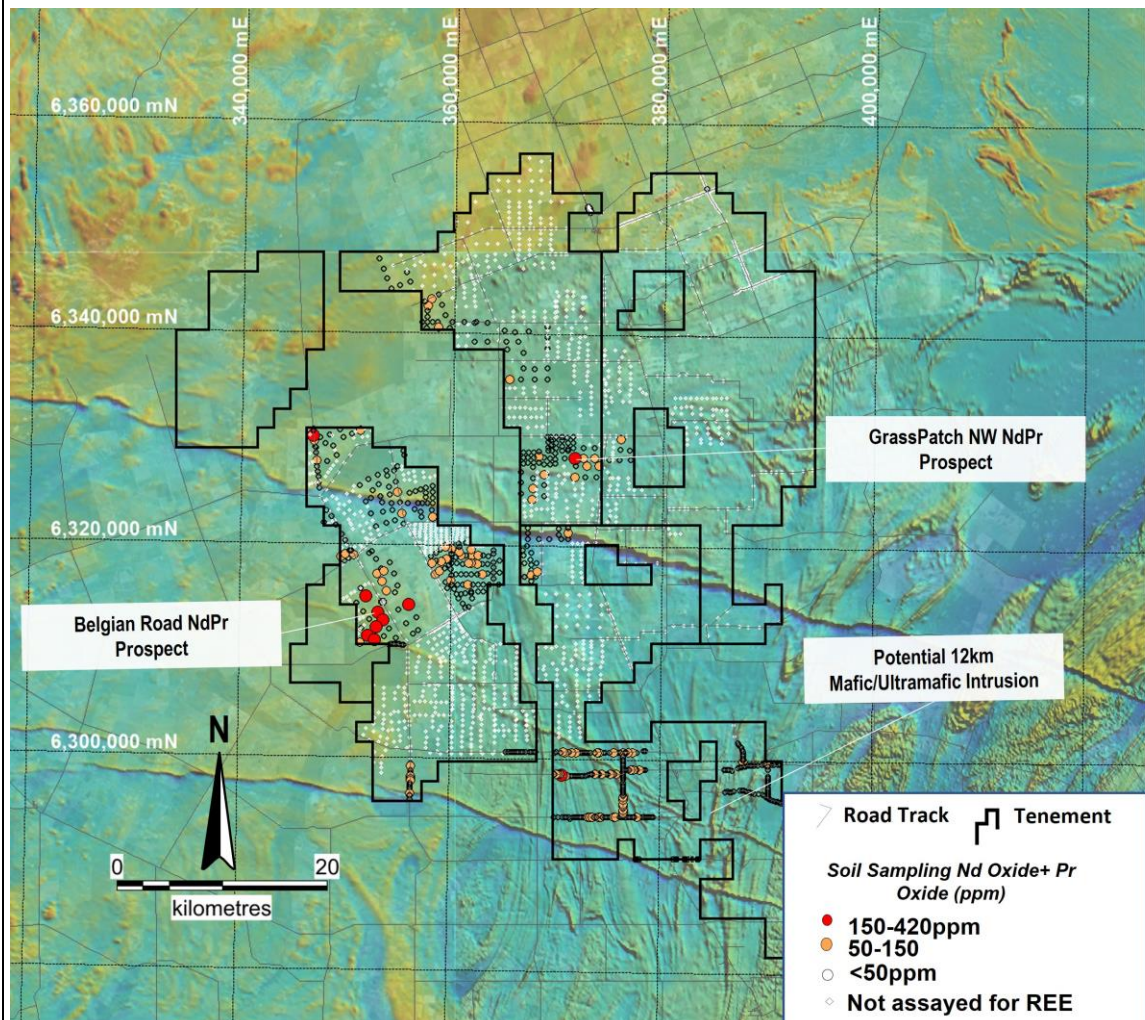 340,000 mE
360,000 mE
380,000 mE
400,000 mE
6,360,000 mN
6,340,000 mN
GrassPatch NW NdPr
Prospect
6,320,000 mN
Belgian Road NdPr
Prospect
Potential 12km
Mafic/Ultramafic Intrusion
6,300,000 mN
N
0
20
kilometres
Road Track
Tenement
Soil Sampling Nd Oxide+ Pr
Oxide (ppm)
150-420ppm
50-150
<50ppm
Not assayed for REE